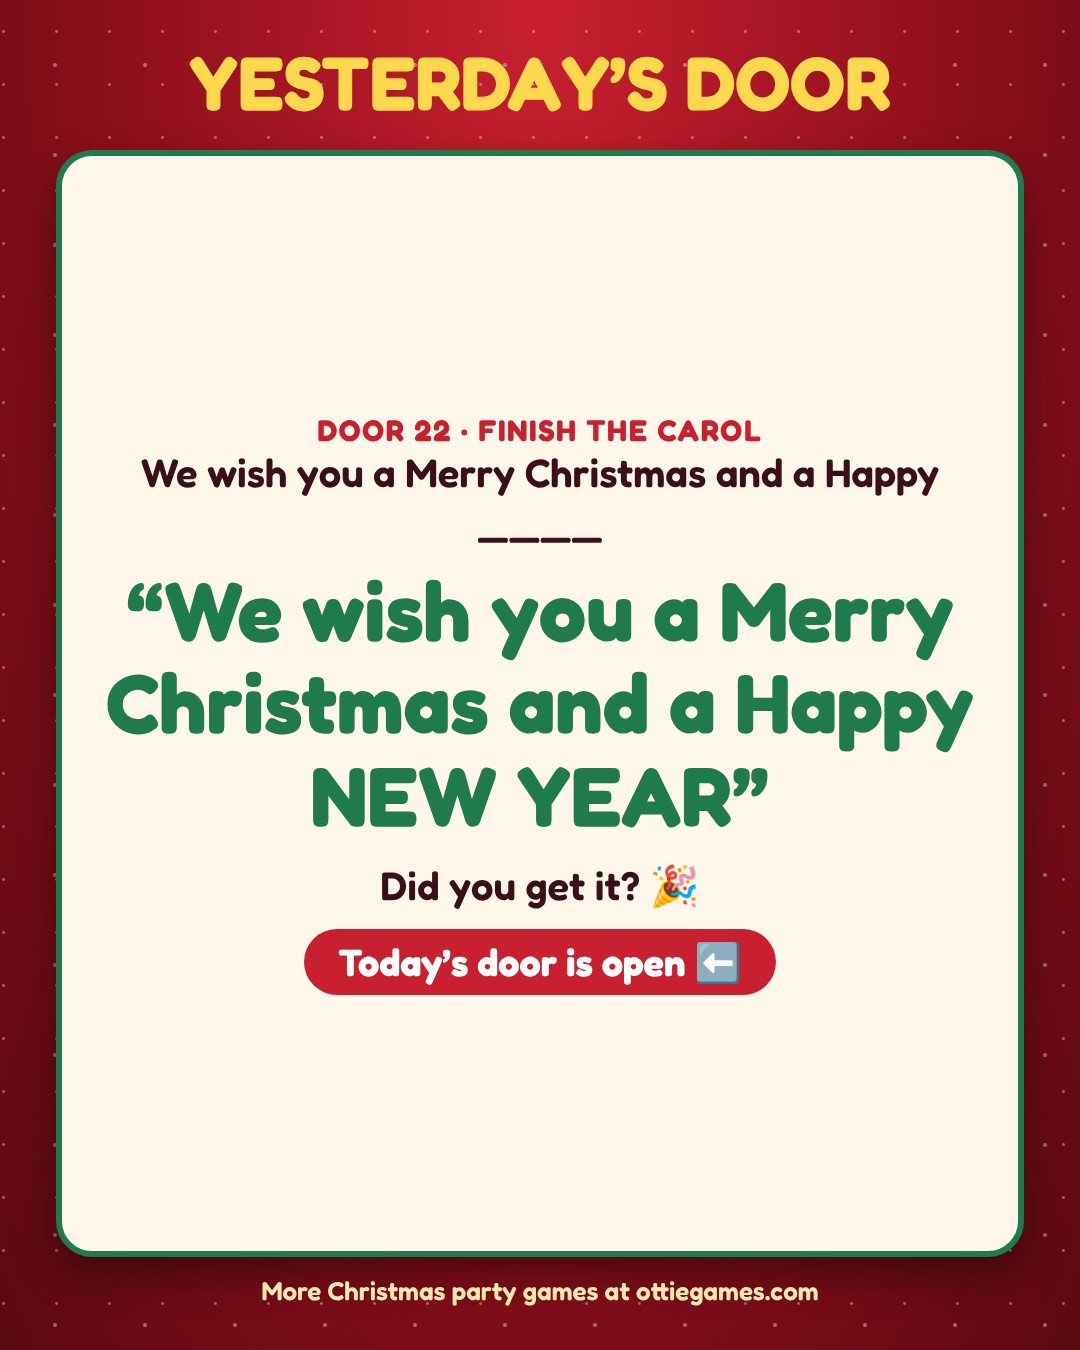 YESTERDAY’S DOOR
DOOR 22 · FINISH THE CAROL
We wish you a Merry Christmas and a Happy
____
“We wish you a Merry
Christmas and a Happy
NEW YEAR”
Did you get it? 🎉
Today’s door is open ⬅️
More Christmas party games at ottiegames.com